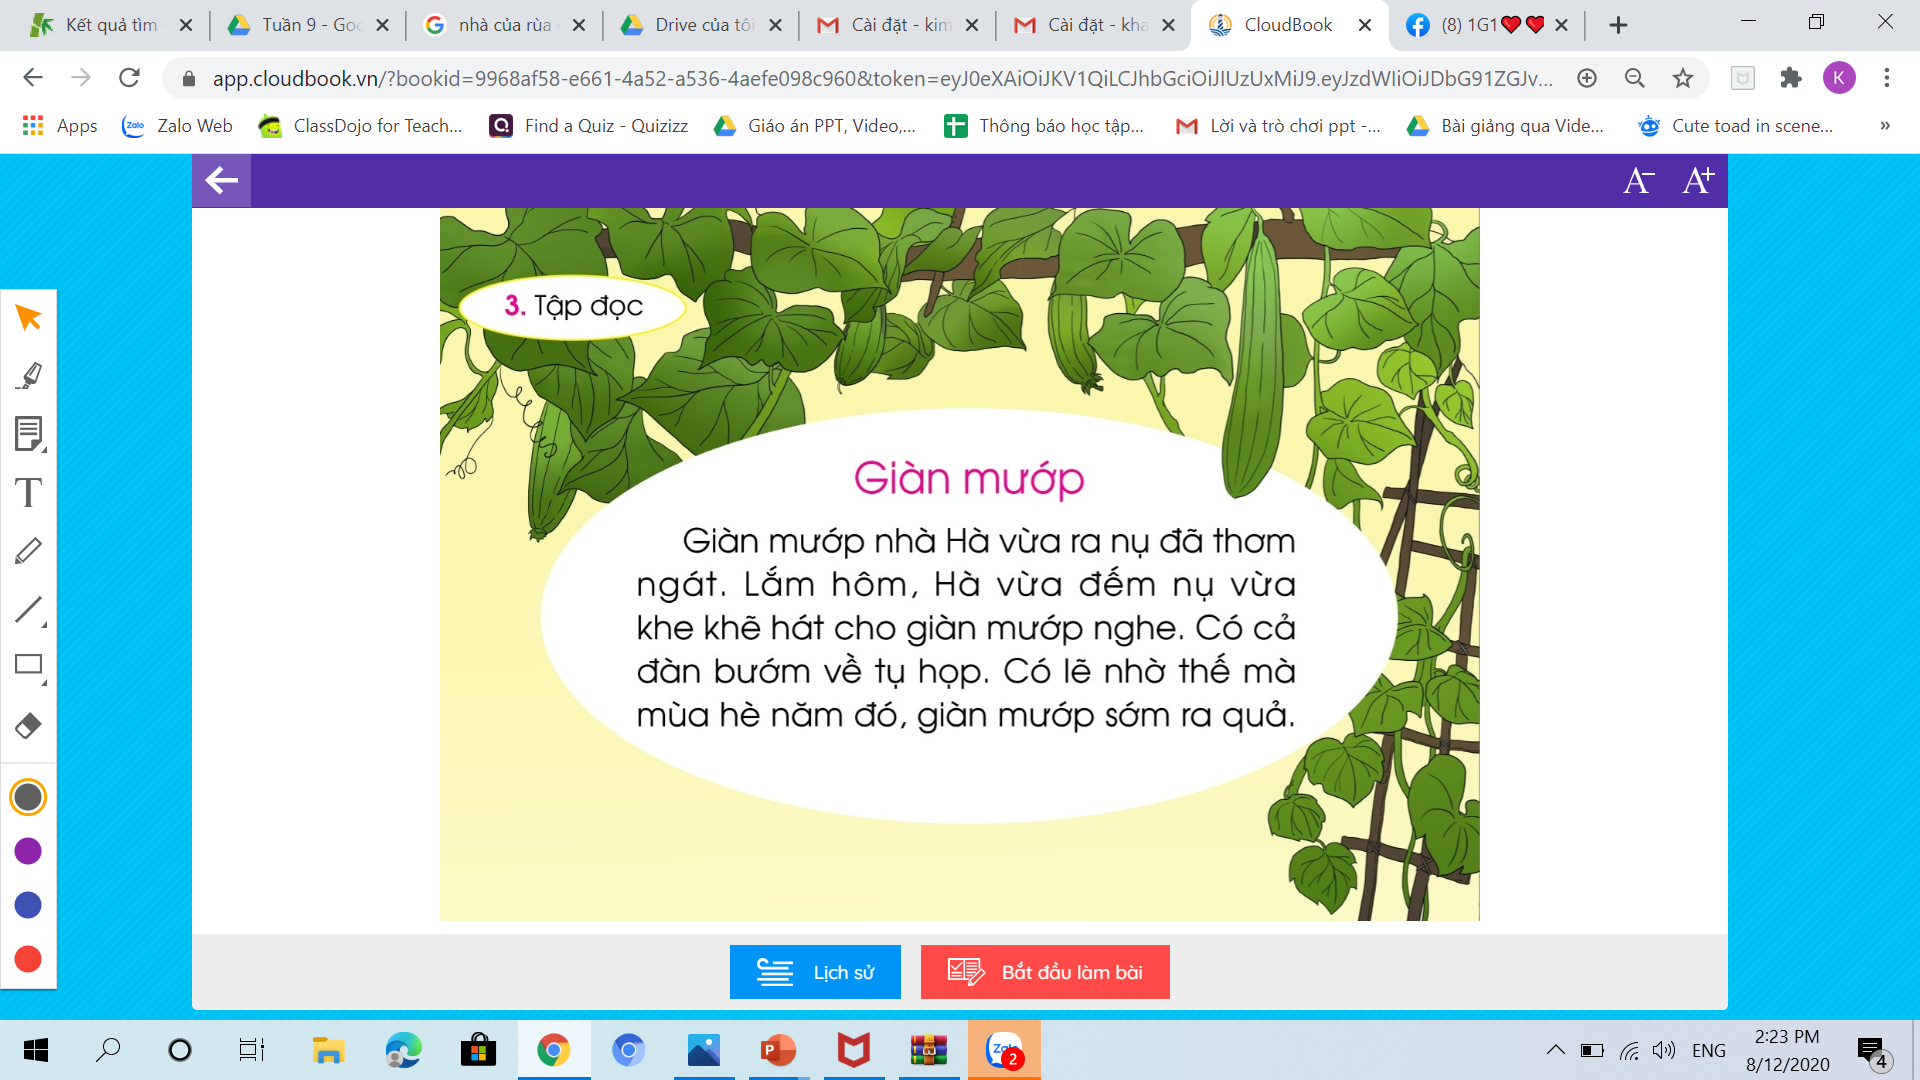 Kết quả tìm
Tuần 9 - Goo
nhà của rùa
Drive của tôi
Cài đặt - kim
Cài đặt - kha
CloudBook
(8) 1G1❤❤
app.cloudbook.vn/?bookid=9968af58-e661-4a52-a536-4aefe098c960&token=eyJ0eXAiOiJKV1QiLCJhbGciOiJIUzUxMiJ9.eyJzdWIiOiJDbG91ZGJv...
K
Apps
Zalo Web
ClassDojo for Teach...
Find a Quiz - Quizizz
Giáo án PPT, Video,...
Thông báo học tập...
Lời và trò chơi ppt -...
Bài giảng qua Vide...
Cute toad in scene...
»
A−
A+
3. Tập đọc
Giàn mướp
Giàn mướp nhà Hà vừa ra nụ đã thơm
ngát. Lắm hôm, Hà vừa đếm nụ vừa
khe khẽ hát cho giàn mướp nghe. Có cả
đàn bướm về tụ họp. Có lẽ nhờ thế mà
mùa hè năm đó, giàn mướp sớm ra quả.
T
Lịch sử
Bắt đầu làm bài
2
ENG
2:23 PM
8/12/2020
4